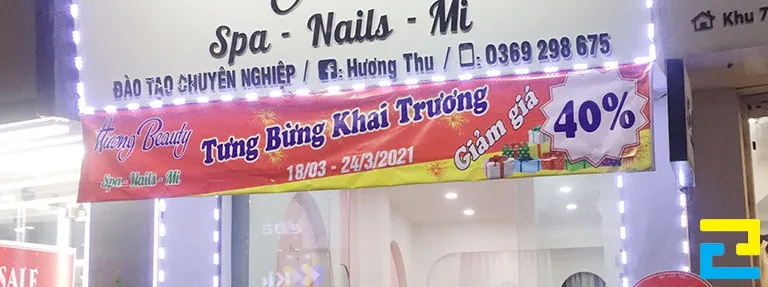 Spa - Nails - Mi
ĐÀO TẠO CHUYÊN NGHIỆP / f: Hương Thu / : 0369 298 675
Khu 7
Hương Beauty
Spa - Nails - Mi
Tưng Bừng Khai Trương
18/03 - 24/3/2021
Giảm giá
40%
SALE